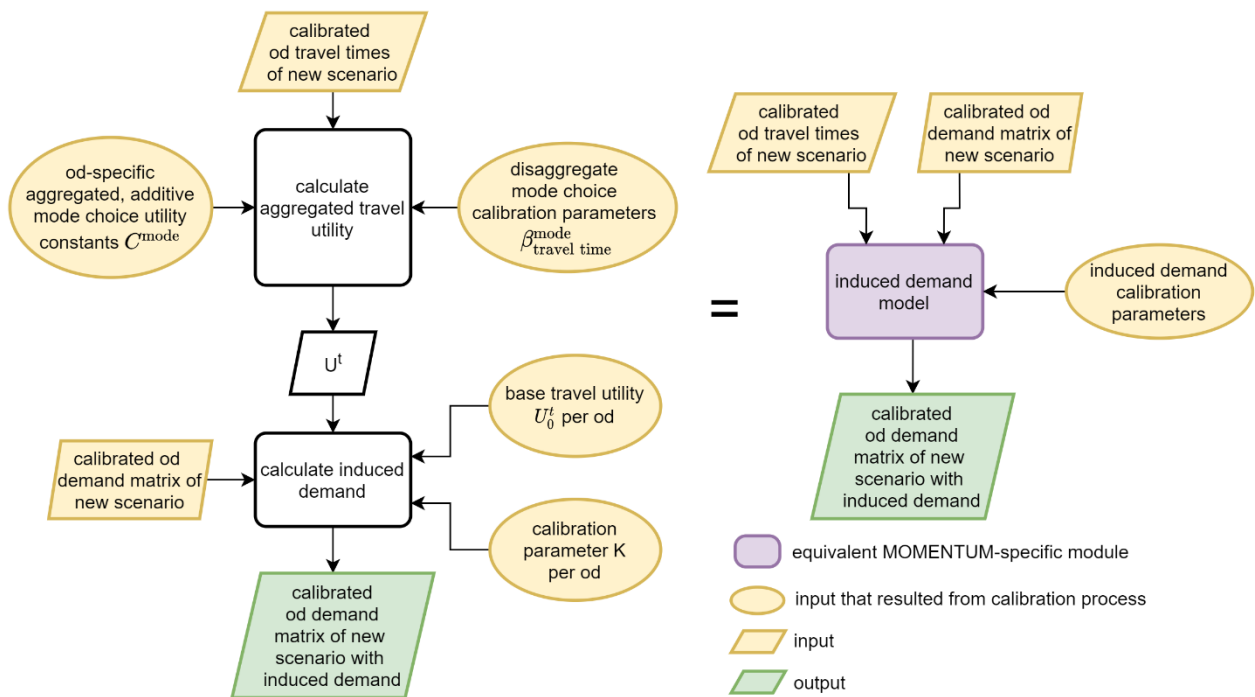 calibrated
od travel times
of new scenario
od-specific
aggregated, additive
mode choice utility
constants C^mode
calculate
aggregated travel
utility
disaggregate
mode choice
calibration parameters
β^mode_travel time
U^t
base travel utility
U_0^t per od
calibrated od
demand matrix of
new scenario
calculate induced
demand
calibration
parameter K
per od
calibrated
od demand
matrix of new
scenario with
induced demand
=
calibrated
od travel times
of new scenario
calibrated od
demand matrix of
new scenario
induced demand
model
induced demand
calibration
parameters
calibrated
od demand
matrix of new
scenario with
induced demand
equivalent MOMENTUM-specific module
input that resulted from calibration process
input
output